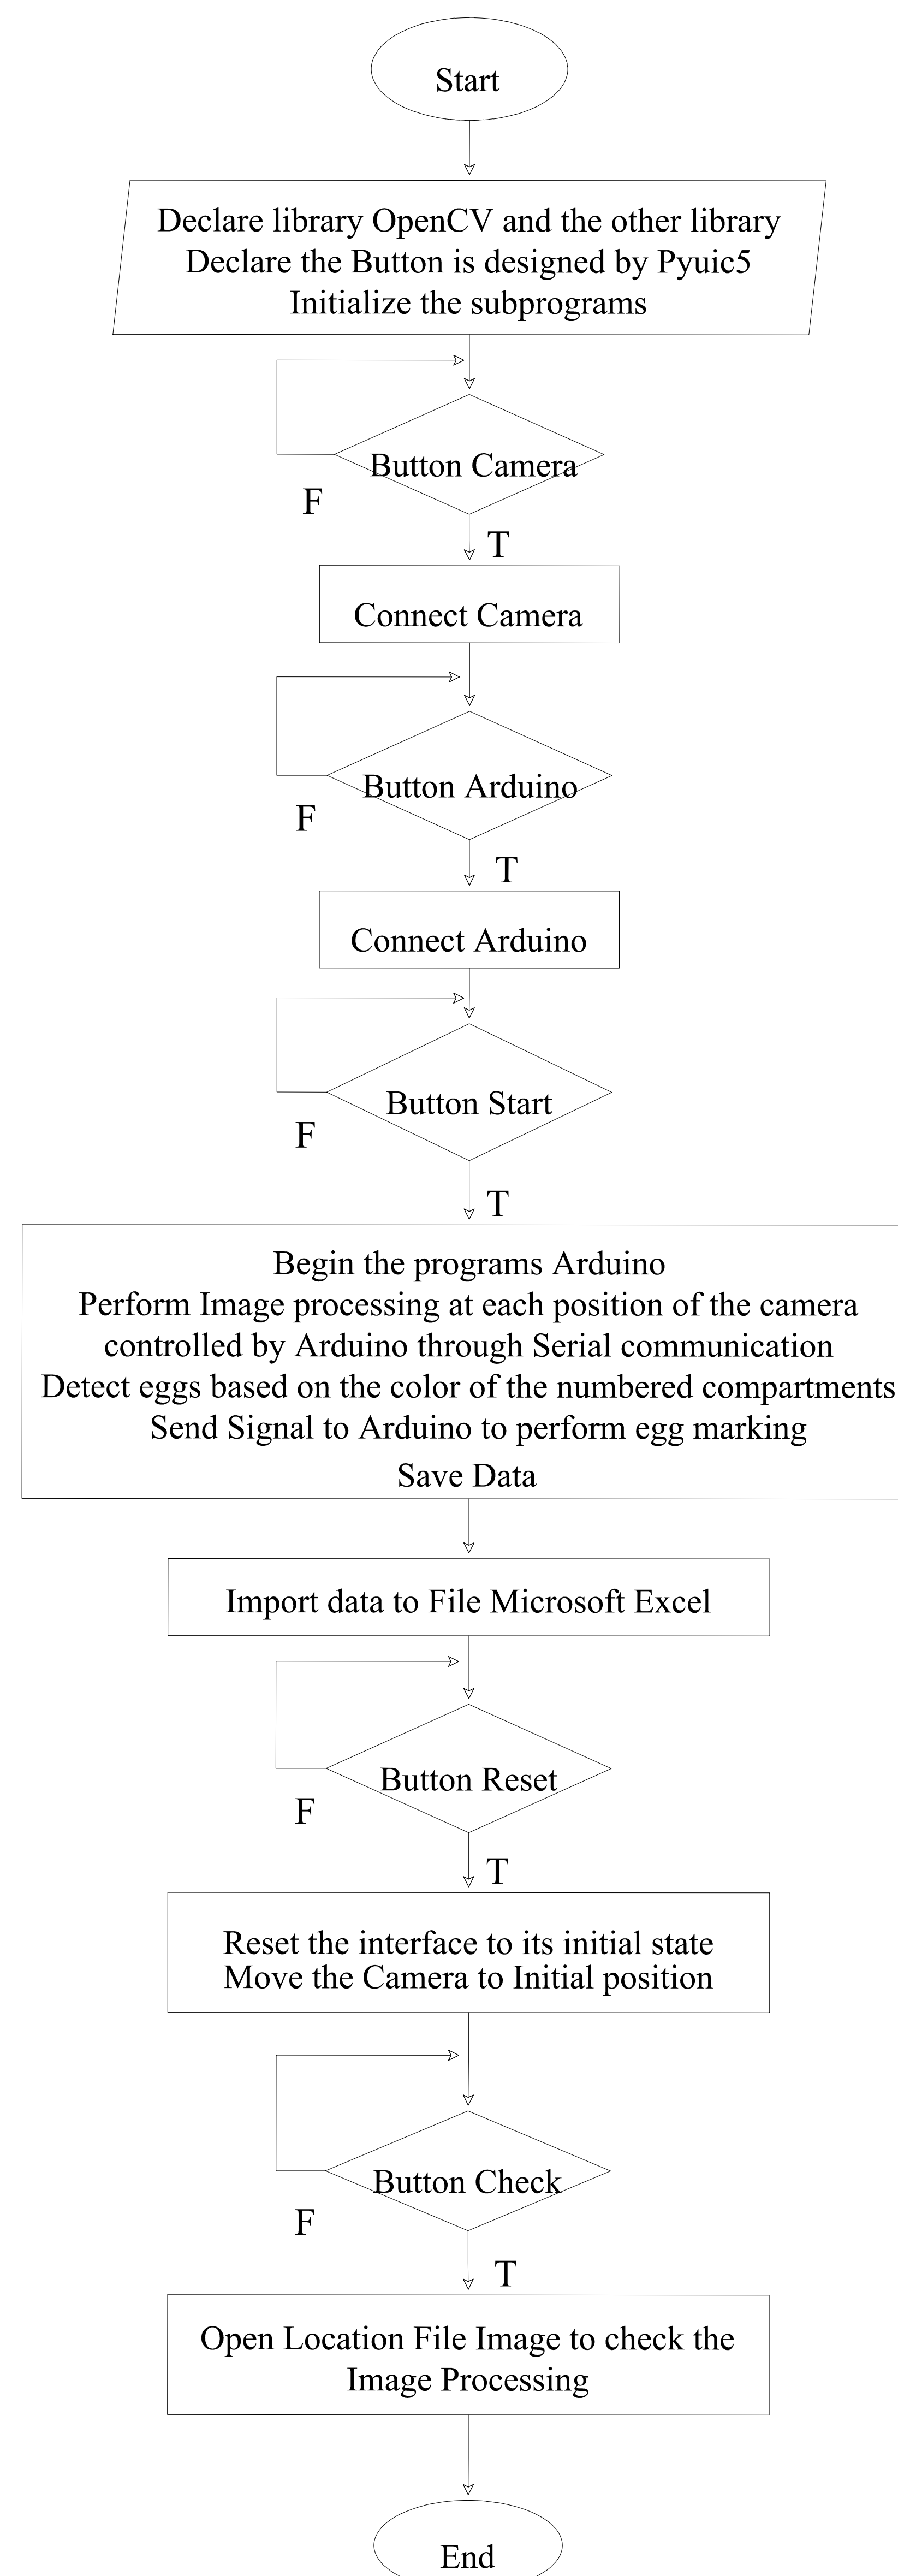 Start
Declare library OpenCV and the other library
Declare the Button is designed by Pyuic5
Initialize the subprograms
Button Camera
F
T
Connect Camera
Button Arduino
F
T
Connect Arduino
Button Start
F
T
Begin the programs Arduino
Perform Image processing at each position of the camera
controlled by Arduino through Serial communication
Detect eggs based on the color of the numbered compartments
Send Signal to Arduino to perform egg marking
Save Data
Import data to File Microsoft Excel
Button Reset
F
T
Reset the interface to its initial state
Move the Camera to Initial position
Button Check
F
T
Open Location File Image to check the
Image Processing
End